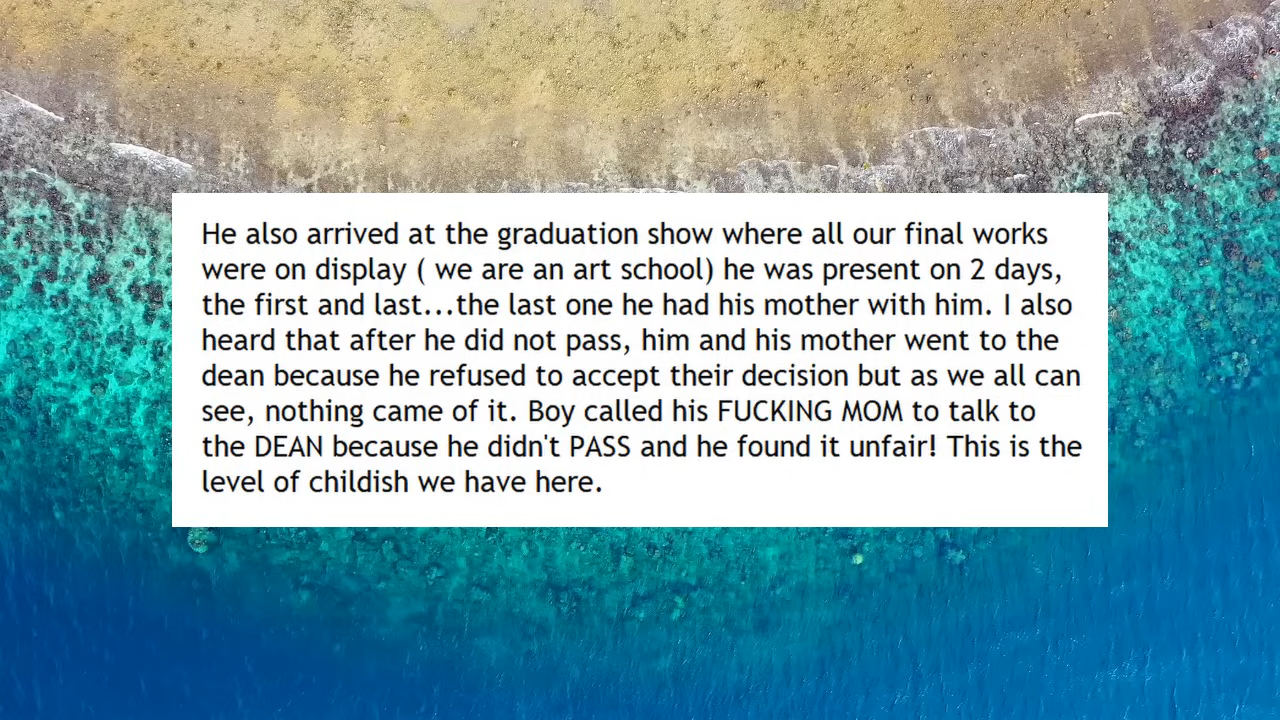 He also arrived at the graduation show where all our final works
were on display ( we are an art school) he was present on 2 days,
the first and last...the last one he had his mother with him. I also
heard that after he did not pass, him and his mother went to the
dean because he refused to accept their decision but as we all can
see, nothing came of it. Boy called his FUCKING MOM to talk to
the DEAN because he didn't PASS and he found it unfair! This is the
level of childish we have here.